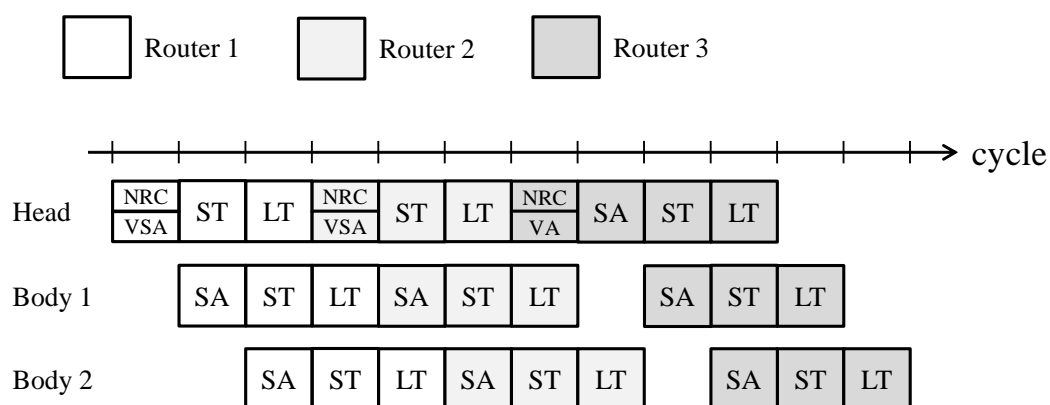 Router 1 Router 2 Router 3
cycle
Head NRC VSA ST LT NRC VSA ST LT NRC VA SA ST LT
Body 1 SA ST LT SA ST LT SA ST LT
Body 2 SA ST LT SA ST LT SA ST LT